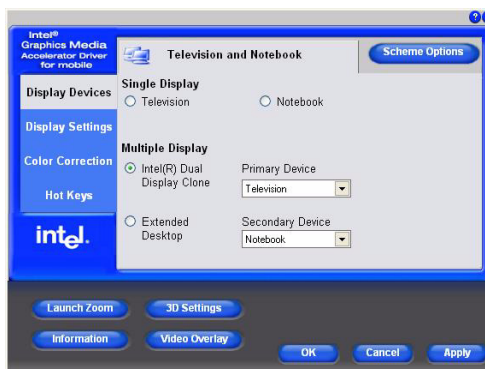 Intel®
Graphics Media
Accelerator Driver
for mobile
Television and Notebook
Scheme Options
Display Devices
Display Settings
Color Correction
Hot Keys
intel.
Single Display
Television
Notebook
Multiple Display
Intel(R) Dual
Display Clone
Primary Device
Television
Extended
Desktop
Secondary Device
Notebook
Launch Zoom
3D Settings
Information
Video Overlay
OK
Cancel
Apply